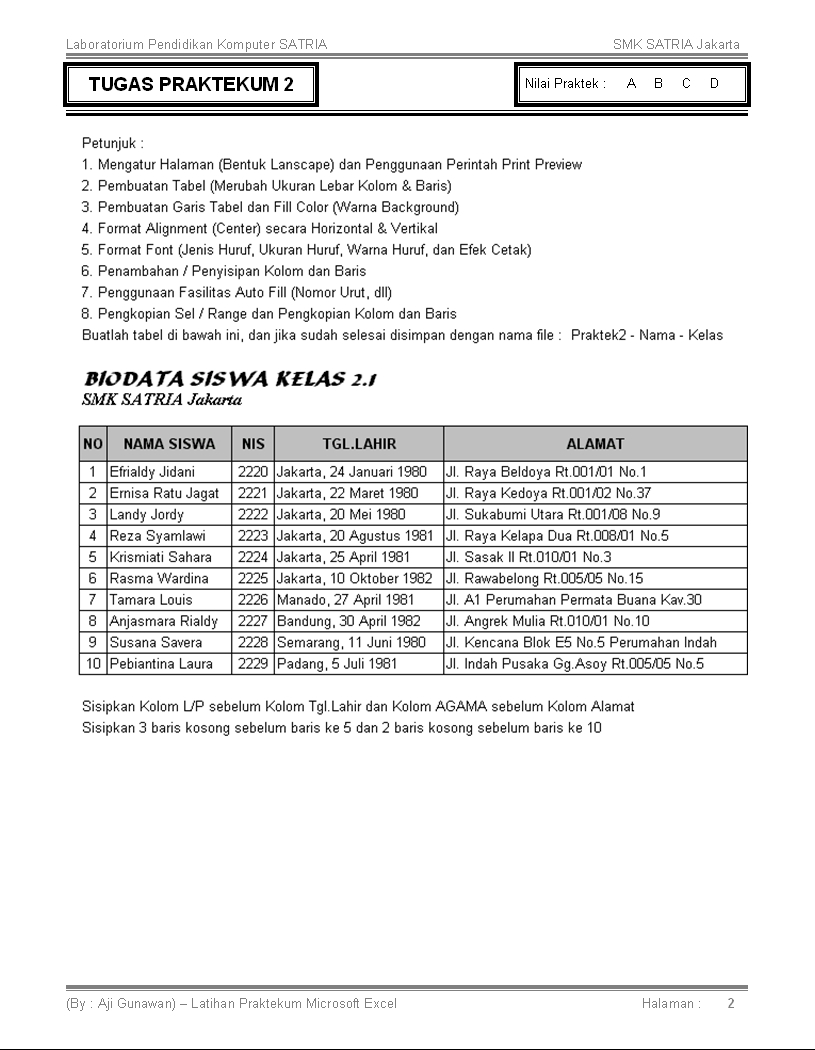 Laboratorium Pendidikan Komputer SATRIA SMK SATRIA Jakarta
TUGAS PRAKTEKUM 2
Nilai Praktek : A B C D
Petunjuk :
1. Mengatur Halaman (Bentuk Lanscape) dan Penggunaan Perintah Print Preview
2. Pembuatan Tabel (Merubah Ukuran Lebar Kolom & Baris)
3. Pembuatan Garis Tabel dan Fill Color (Warna Background)
4. Format Alignment (Center) secara Horizontal & Vertikal
5. Format Font (Jenis Huruf, Ukuran Huruf, Warna Huruf, dan Efek Cetak)
6. Penambahan / Penyisipan Kolom dan Baris
7. Penggunaan Fasilitas Auto Fill (Nomor Urut, dll)
8. Pengkopian Sel / Range dan Pengkopian Kolom dan Baris
Buatlah tabel di bawah ini, dan jika sudah selesai disimpan dengan nama file : Praktek2 - Nama - Kelas
BIODATA SISWA KELAS 2.1
SMK SATRIA Jakarta
NO NAMA SISWA NIS TGL.LAHIR ALAMAT
1 Efrialdy Jidani 2220 Jakarta, 24 Januari 1980 Jl. Raya Beldoya Rt.001/01 No.1
2 Ernisa Ratu Jagat 2221 Jakarta, 22 Maret 1980 Jl. Raya Kedoya Rt.001/02 No.37
3 Landy Jordy 2222 Jakarta, 20 Mei 1980 Jl. Sukabumi Utara Rt.001/08 No.9
4 Reza Syamlawi 2223 Jakarta, 20 Agustus 1981 Jl. Raya Kelapa Dua Rt.008/01 No.5
5 Krismiati Sahara 2224 Jakarta, 25 April 1981 Jl. Sasak II Rt.010/01 No.3
6 Rasma Wardina 2225 Jakarta, 10 Oktober 1982 Jl. Rawabelong Rt.005/05 No.15
7 Tamara Louis 2226 Manado, 27 April 1981 Jl. A1 Perumahan Permata Buana Kav.30
8 Anjasmara Rialdy 2227 Bandung, 30 April 1982 Jl. Angrek Mulia Rt.010/01 No.10
9 Susana Savera 2228 Semarang, 11 Juni 1980 Jl. Kencana Blok E5 No.5 Perumahan Indah
10 Pebiantina Laura 2229 Padang, 5 Juli 1981 Jl. Indah Pusaka Gg.Asoy Rt.005/05 No.5
Sisipkan Kolom L/P sebelum Kolom Tgl.Lahir dan Kolom AGAMA sebelum Kolom Alamat
Sisipkan 3 baris kosong sebelum baris ke 5 dan 2 baris kosong sebelum baris ke 10
(By : Aji Gunawan) – Latihan Praktekum Microsoft Excel Halaman : 2